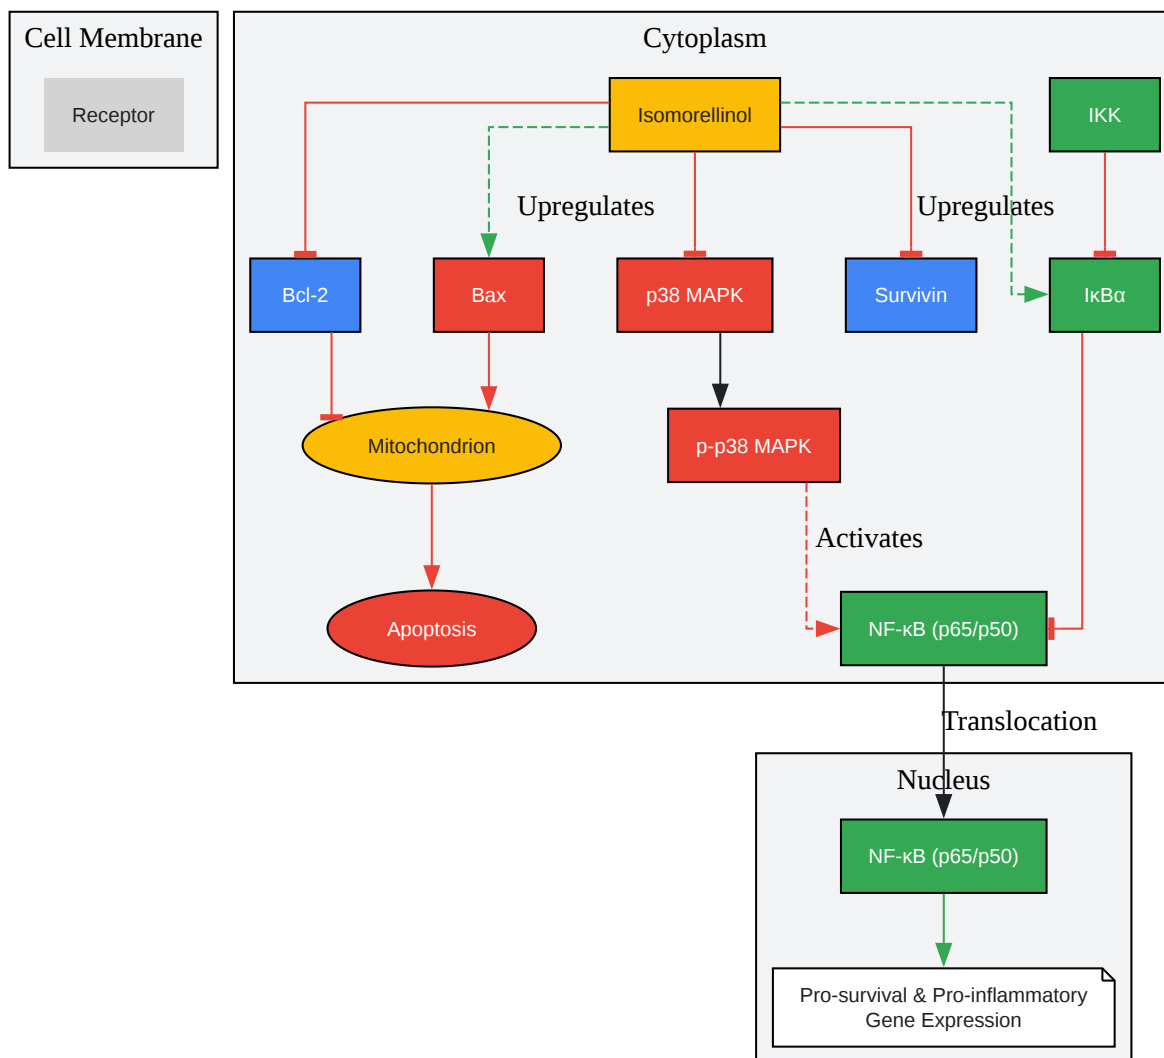 Cell Membrane
Receptor
Cytoplasm
Isomorellinol
IKK
Upregulates
Upregulates
Bcl-2
Bax
p38 MAPK
Survivin
IκBα
Mitochondrion
p-p38 MAPK
Activates
Apoptosis
NF-κB (p65/p50)
Translocation
Nucleus
NF-κB (p65/p50)
Pro-survival & Pro-inflammatory
Gene Expression